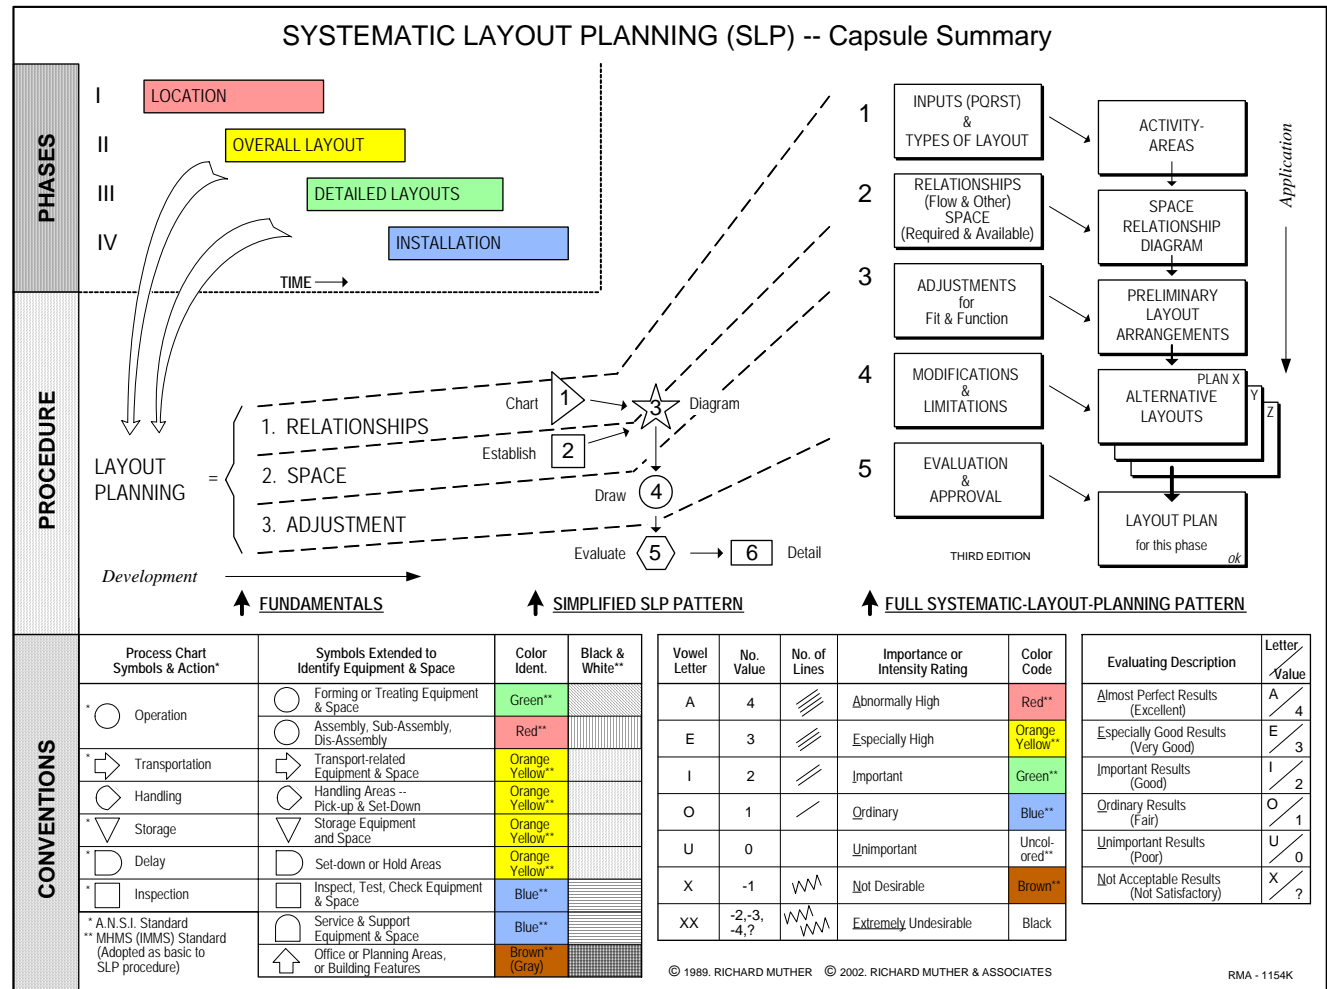 SYSTEMATIC LAYOUT PLANNING (SLP) -- Capsule Summary
PHASES
I
LOCATION
II
OVERALL LAYOUT
III
DETAILED LAYOUTS
IV
INSTALLATION
TIME
PROCEDURE
LAYOUT
PLANNING
=
1. RELATIONSHIPS
2. SPACE
3. ADJUSTMENT
Development
FUNDAMENTALS
Chart
1
3
Diagram
Establish
2
Draw
4
Evaluate
5
6
Detail
SIMPLIFIED SLP PATTERN
1
INPUTS (PQRST)
&
TYPES OF LAYOUT
2
RELATIONSHIPS
(Flow & Other)
SPACE
(Required & Available)
3
ADJUSTMENTS
for
Fit & Function
4
MODIFICATIONS
&
LIMITATIONS
5
EVALUATION
&
APPROVAL
ACTIVITY-
AREAS
SPACE
RELATIONSHIP
DIAGRAM
PRELIMINARY
LAYOUT
ARRANGEMENTS
PLAN X
ALTERNATIVE
LAYOUTS
Y
Z
LAYOUT PLAN
for this phase
ok
Application
THIRD EDITION
FULL SYSTEMATIC-LAYOUT-PLANNING PATTERN
CONVENTIONS
Process Chart
Symbols & Action*
Symbols Extended to
Identify Equipment & Space
Color
Ident.
Black &
White**
* Operation
Forming or Treating Equipment
& Space
Green**
Assembly, Sub-Assembly,
Dis-Assembly
Red**
* Transportation
Transport-related
Equipment & Space
Orange
Yellow**
Handling
Handling Areas --
Pick-up & Set-Down
Orange
Yellow**
* Storage
Storage Equipment
and Space
Orange
Yellow**
* Delay
Set-down or Hold Areas
Orange
Yellow**
* Inspection
Inspect, Test, Check Equipment
& Space
Blue**
Service & Support
Equipment & Space
Blue**
Office or Planning Areas,
or Building Features
Brown**
(Gray)
* A.N.S.I. Standard
** MHMS (IMMS) Standard
(Adopted as basic to
SLP procedure)
Vowel
Letter
No.
Value
No. of
Lines
Importance or
Intensity Rating
Color
Code
A 4 Abnormally High Red**
E 3 Especially High Orange
Yellow**
I 2 Important Green**
O 1 Ordinary Blue**
U 0 Unimportant Uncol-
ored**
X -1 Not Desirable Brown**
XX -2,-3,
-4,? Extremely Undesirable Black
Evaluating Description
Letter
Value
Almost Perfect Results
(Excellent)
A 4
Especially Good Results
(Very Good)
E 3
Important Results
(Good)
I 2
Ordinary Results
(Fair)
O 1
Unimportant Results
(Poor)
U 0
Not Acceptable Results
(Not Satisfactory)
X ?
© 1989. RICHARD MUTHER © 2002. RICHARD MUTHER & ASSOCIATES
RMA - 1154K